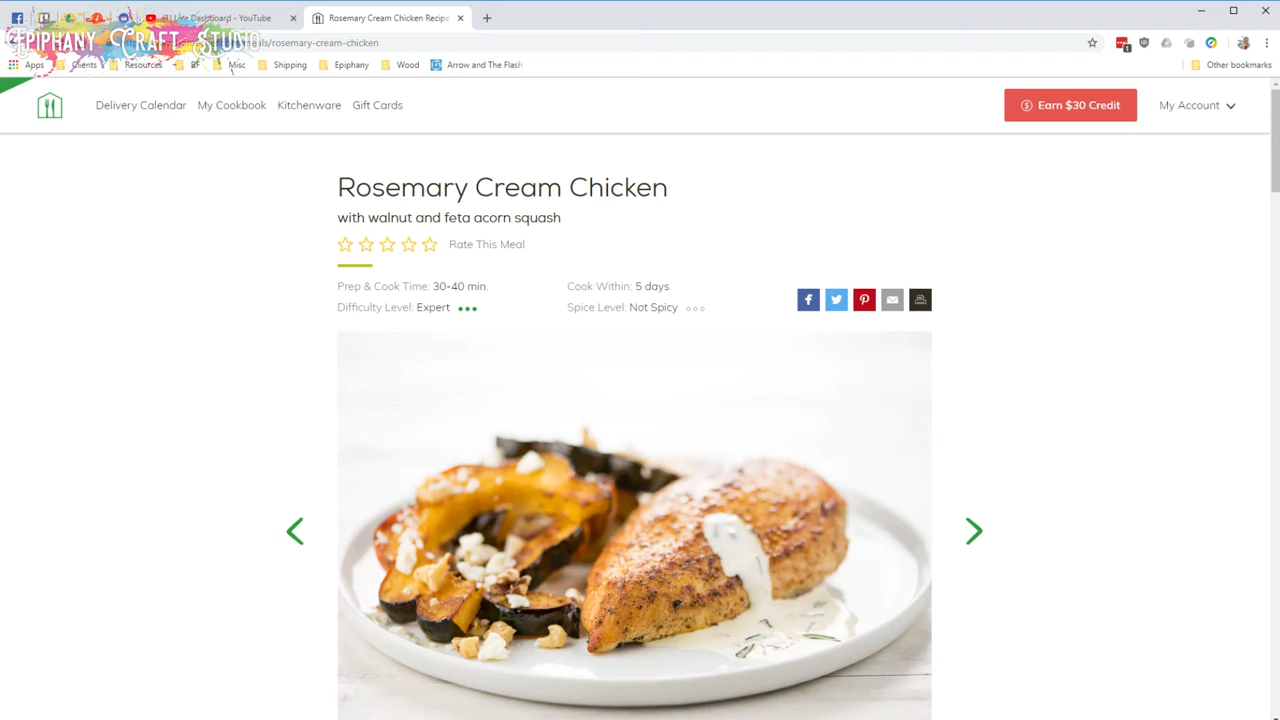 (1) Live Dashboard - YouTube
Rosemary Cream Chicken Recipe
EPIPHANY CRAFT STUDIO
als/rosemary-cream-chicken
Apps Clients Resources BF Misc Shipping Epiphany Wood Arrow and The Flash Other bookmarks
Delivery Calendar My Cookbook Kitchenware Gift Cards Earn $30 Credit My Account
Rosemary Cream Chicken
with walnut and feta acorn squash
Rate This Meal
Prep & Cook Time: 30-40 min. Cook Within: 5 days
Difficulty Level: Expert Spice Level: Not Spicy